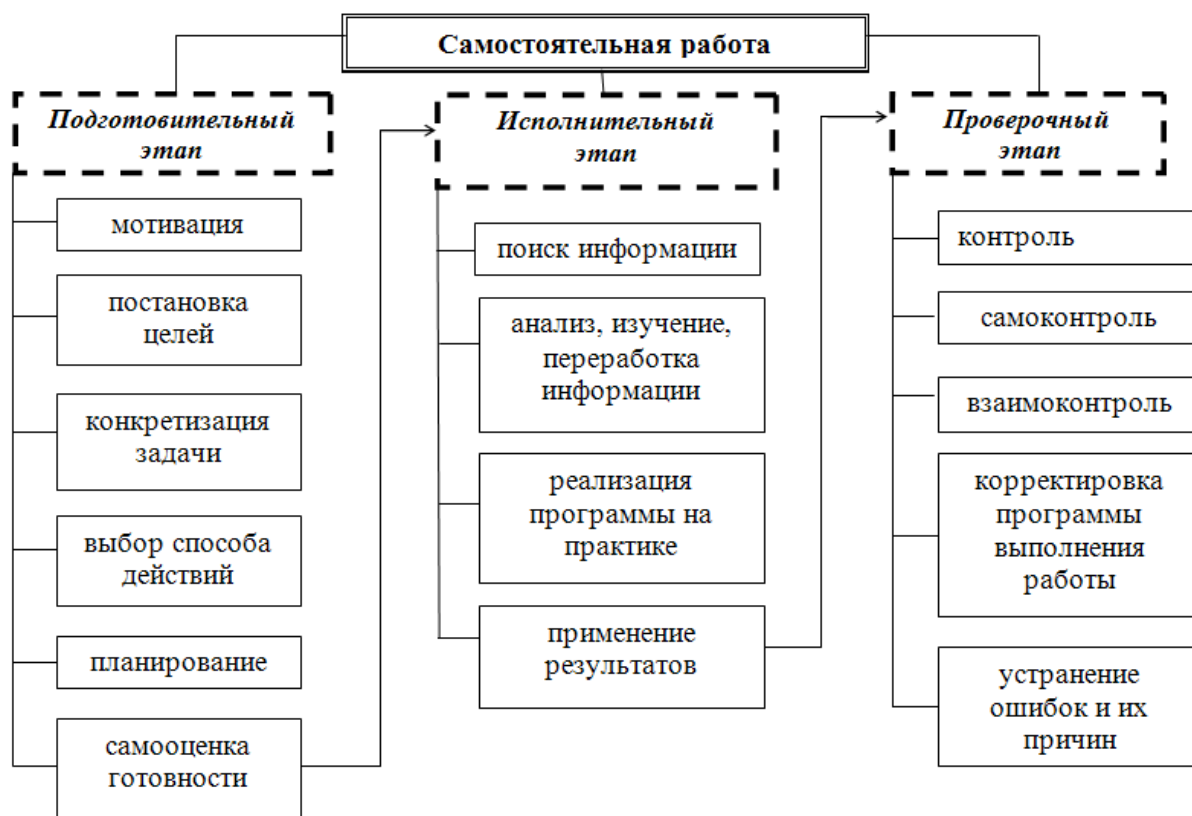 Самостоятельная работа
Подготовительный
этап
мотивация
постановка
целей
конкретизация
задачи
выбор способа
действий
планирование
самооценка
готовности
Исполнительный
этап
поиск информации
анализ, изучение,
переработка
информации
реализация
программы на
практике
применение
результатов
Проверочный
этап
контроль
самоконтроль
взаимоконтроль
корректировка
программы
выполнения
работы
устранение
ошибок и их
причин